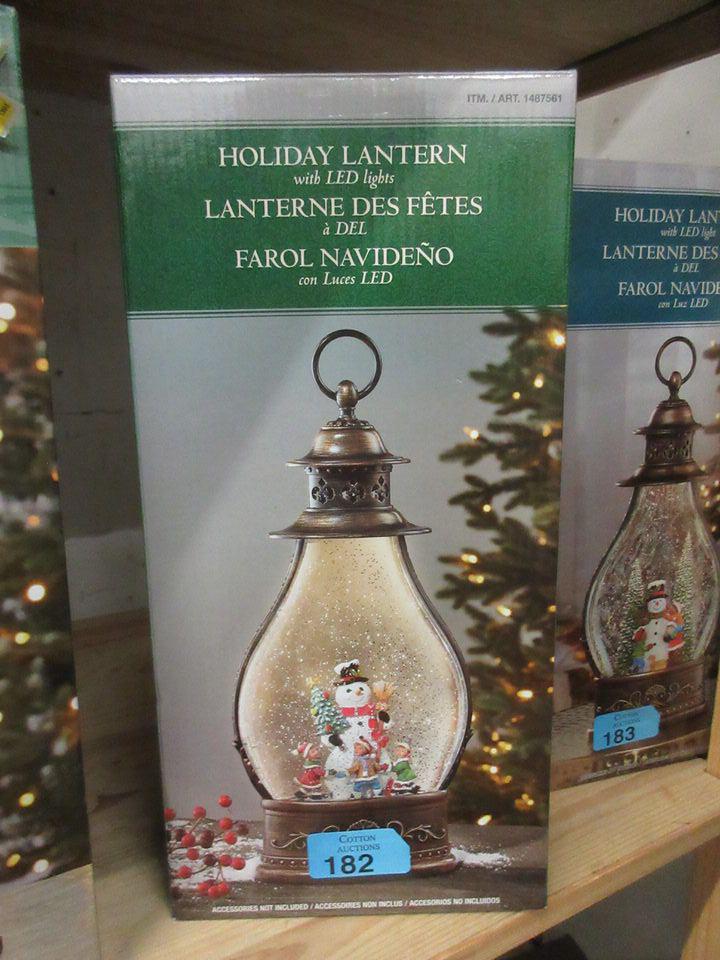 ITM. / ART. 1487561
HOLIDAY LANTERN
with LED lights
LANTERNE DES FÊTES
à DEL
FAROL NAVIDEÑO
con Luces LED
COTTON
AUCTIONS
182
ACCESSORIES NOT INCLUDED / ACCESSOIRES NON INCLUS / ACCESORIOS NO INCLUIDOS
HOLIDAY LAN
with LED light
LANTERNE DES
à DEL
FAROL NAVIDE
con Luz LED
COTTON
AUCTIONS
183